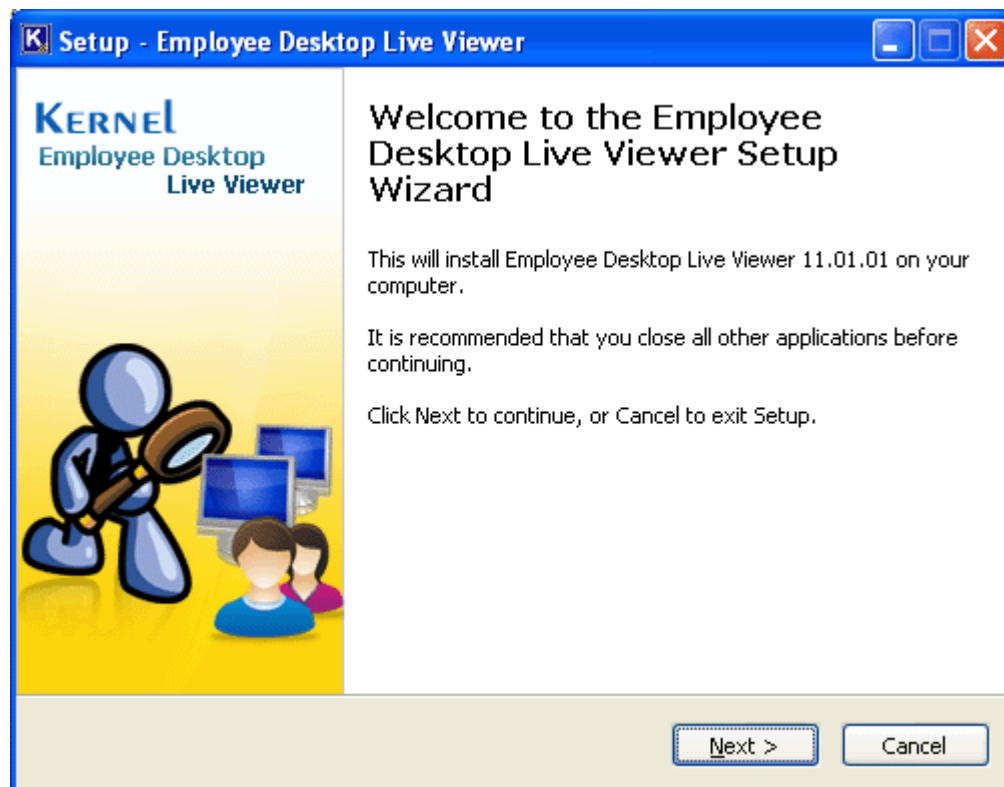 Setup - Employee Desktop Live Viewer
KERNEl
Employee Desktop
Live Viewer
Welcome to the Employee
Desktop Live Viewer Setup
Wizard
This will install Employee Desktop Live Viewer 11.01.01 on your
computer.
It is recommended that you close all other applications before
continuing.
Click Next to continue, or Cancel to exit Setup.
Next >
Cancel